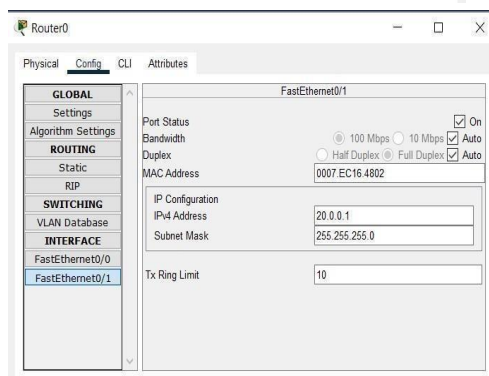 Router0
Physical Config CLI Attributes
GLOBAL
Settings
Algorithm Settings
ROUTING
Static
RIP
SWITCHING
VLAN Database
INTERFACE
FastEthernet0/0
FastEthernet0/1
FastEthernet0/1
Port Status On
Bandwidth 100 Mbps 10 Mbps Auto
Duplex Half Duplex Full Duplex Auto
MAC Address 0007.EC16.4802
IP Configuration
IPv4 Address 20.0.0.1
Subnet Mask 255.255.255.0
Tx Ring Limit 10